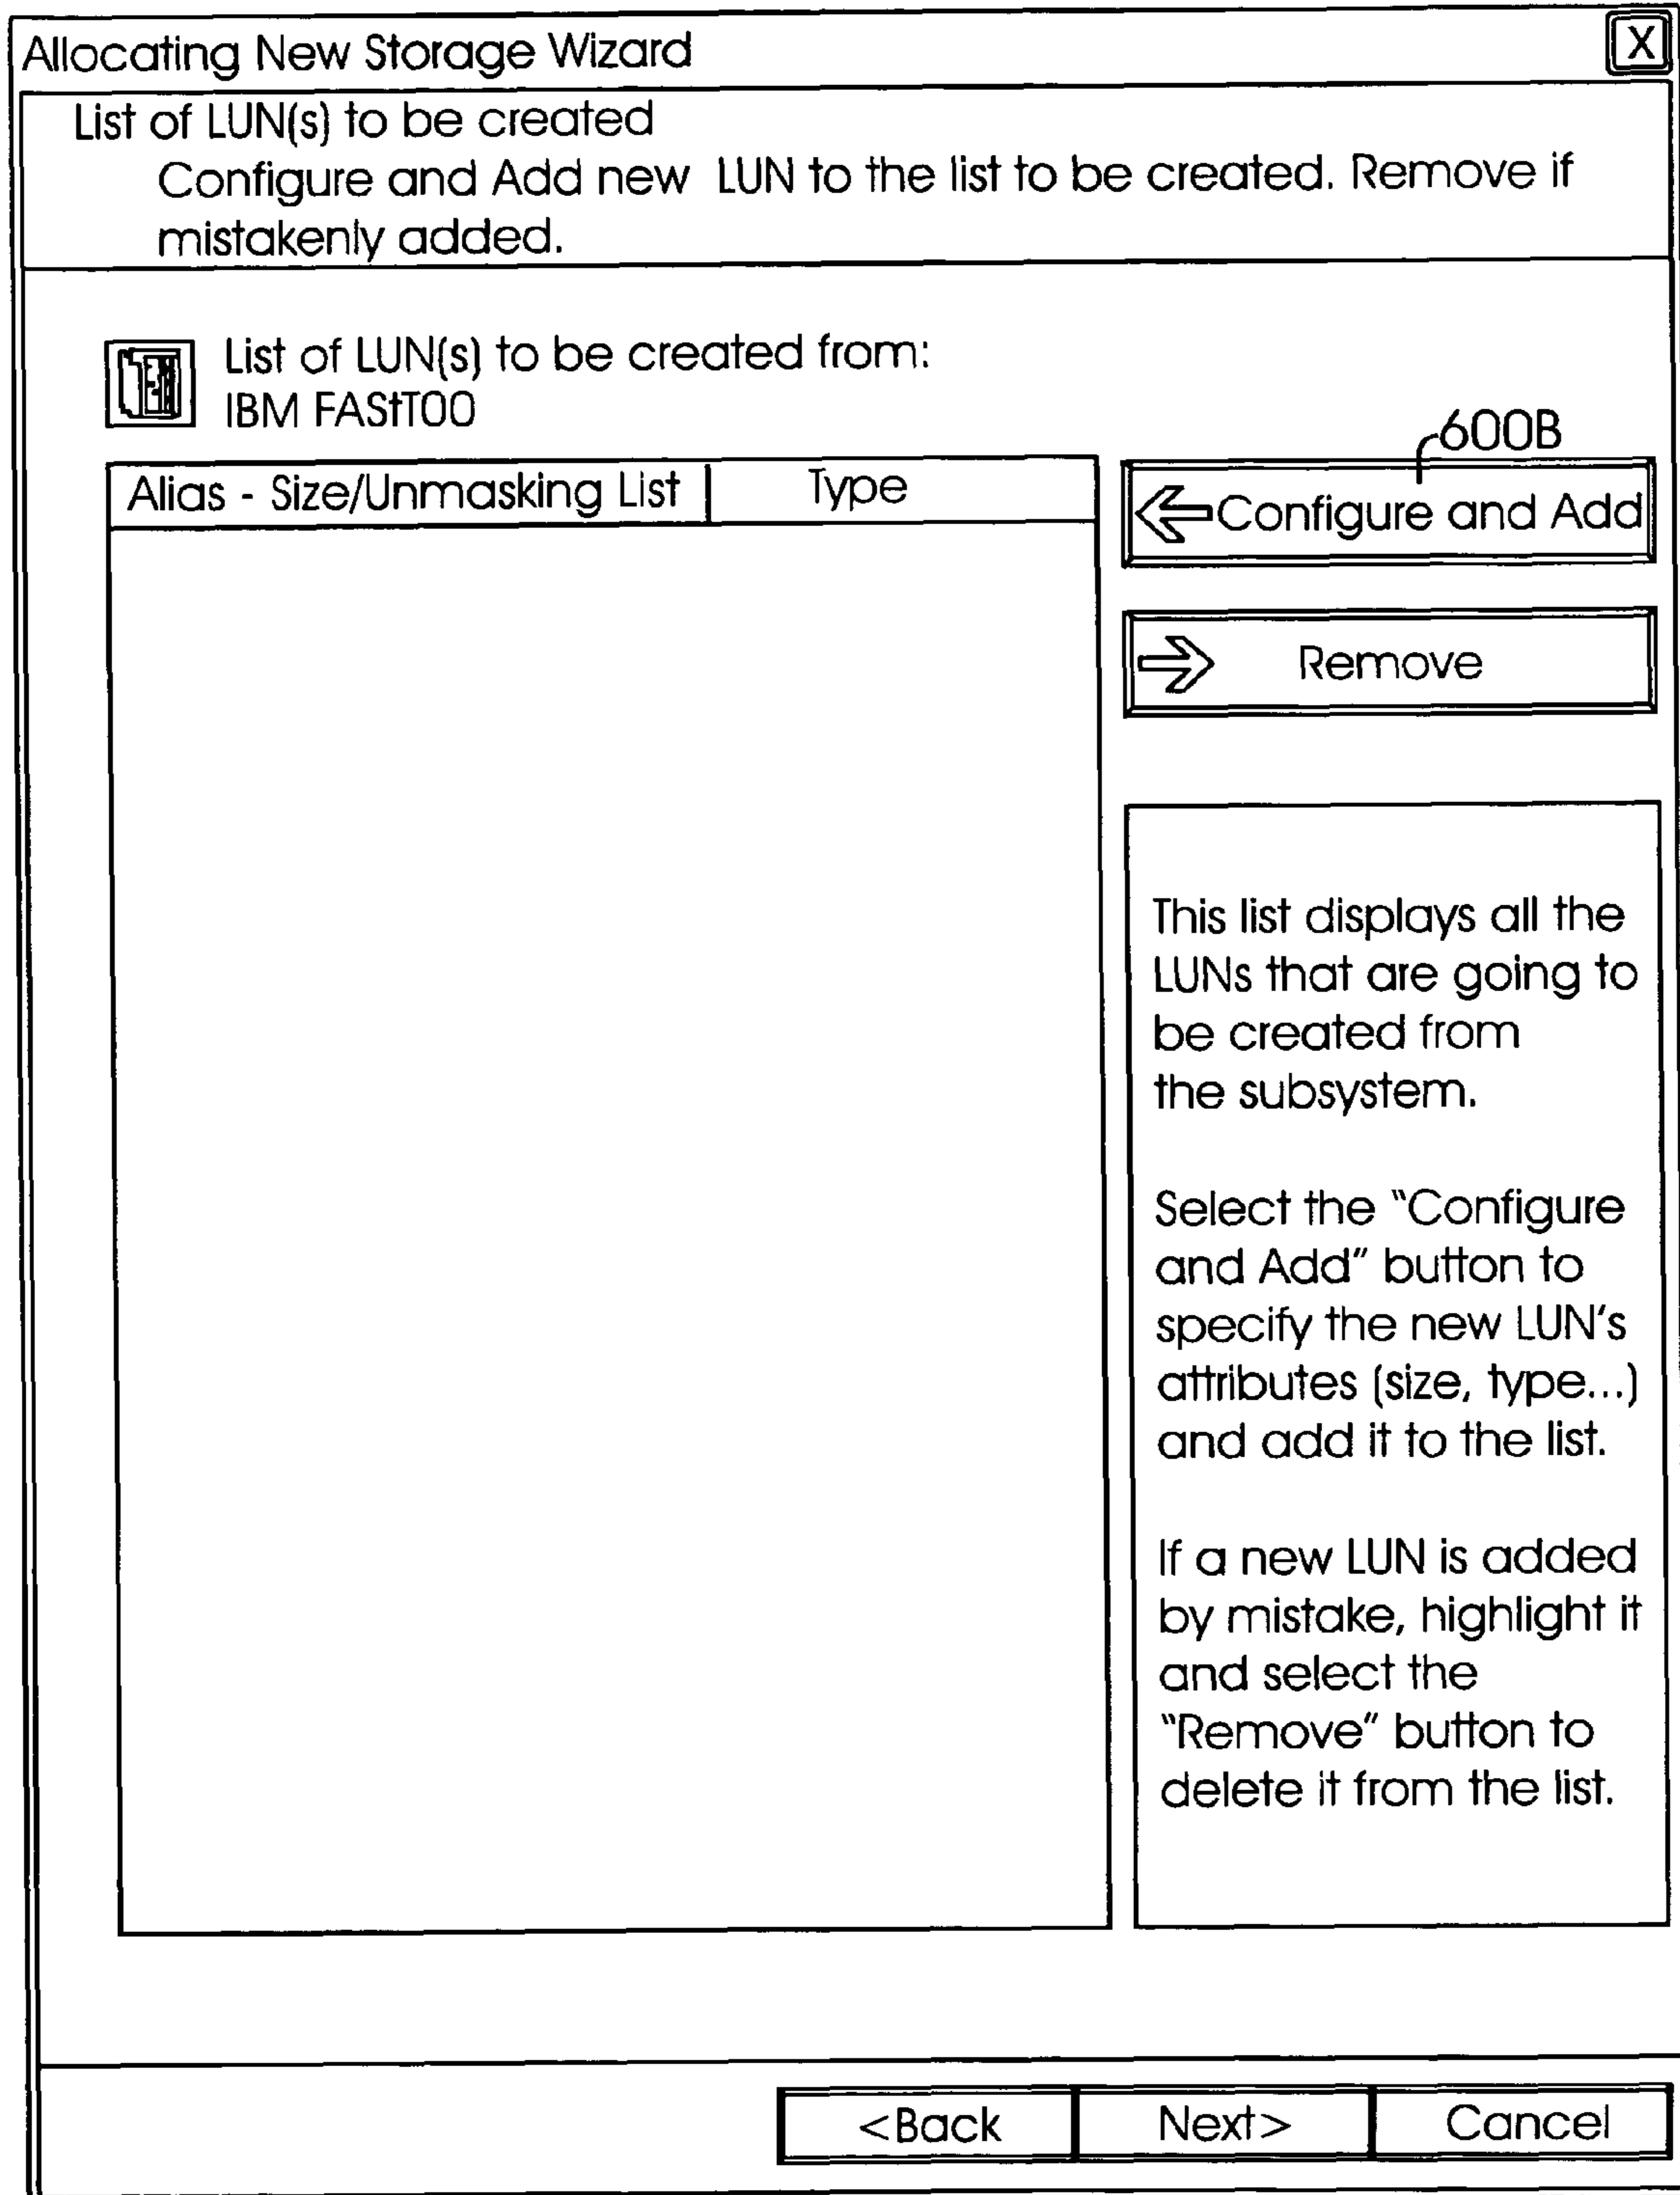 Allocating New Storage Wizard
X
List of LUN(s) to be created
Configure and Add new LUN to the list to be created. Remove if
mistakenly added.
List of LUN(s) to be created from:
IBM FAStT00
600B
Alias - Size/Unmasking List
Type
Configure and Add
Remove
This list displays all the
LUNs that are going to
be created from
the subsystem.
Select the “Configure
and Add” button to
specify the new LUN's
attributes (size, type...)
and add it to the list.
If a new LUN is added
by mistake, highlight it
and select the
“Remove” button to
delete it from the list.
<Back
Next>
Cancel